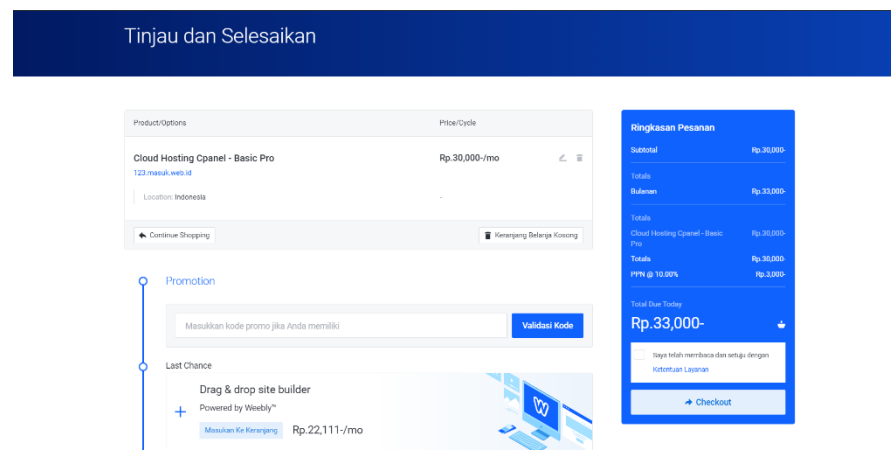 Tinjau dan Selesaikan
Product/Options Price/Cycle
Cloud Hosting Cpanel - Basic Pro Rp.30,000-/mo
123.masuk.web.id
Location: Indonesia -
Continue Shopping Keranjang Belanja Kosong
Promotion
Masukkan kode promo jika Anda memiliki Validasi Kode
Last Chance
Drag & drop site builder
Powered by Weebly™
Masukan Ke Keranjang Rp.22,111-/mo
Ringkasan Pesanan
Subtotal Rp.30,000-
Totals
Bulanan Rp.33,000-
Totals
Cloud Hosting Cpanel - Basic Rp.30,000-
Pro
Totals Rp.30,000-
PPN @ 10.00% Rp.3,000-
Total Due Today
Rp.33,000-
Saya telah membaca dan setuju dengan
Ketentuan Layanan
Checkout